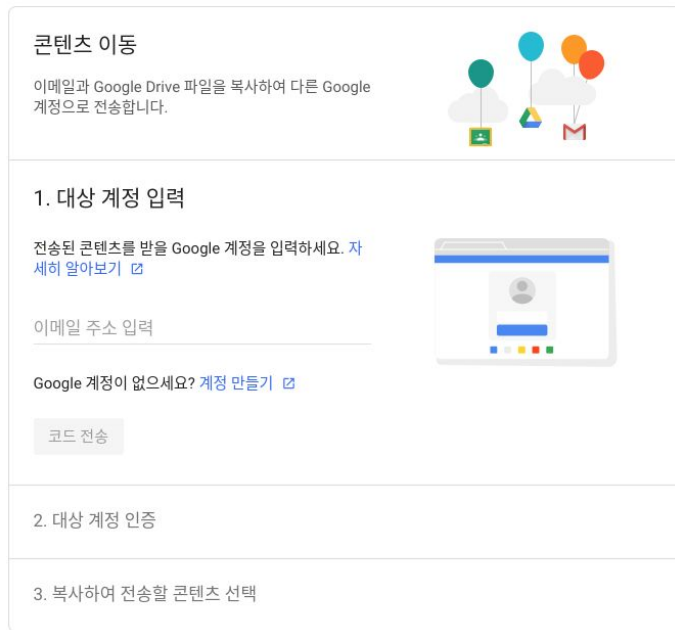 콘텐츠 이동
이메일과 Google Drive 파일을 복사하여 다른 Google
계정으로 전송합니다.
1. 대상 계정 입력
전송된 콘텐츠를 받을 Google 계정을 입력하세요. 자
세히 알아보기
이메일 주소 입력
Google 계정이 없으세요? 계정 만들기
코드 전송
2. 대상 계정 인증
3. 복사하여 전송할 콘텐츠 선택